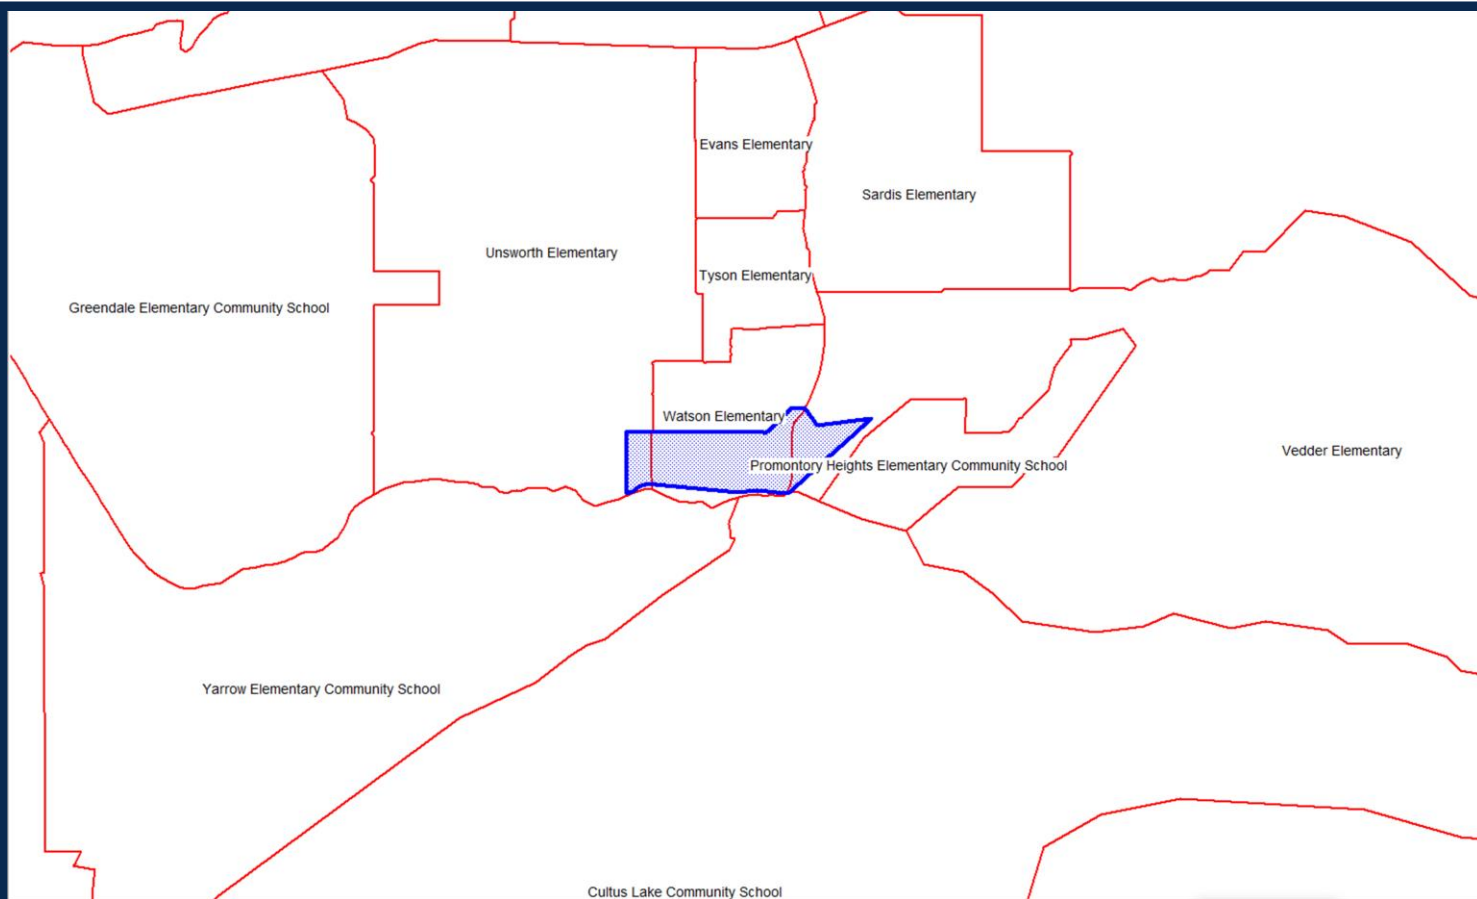 Evans Elementary
Sardis Elementary
Unsworth Elementary
Tyson Elementary
Greendale Elementary Community School
Watson Elementary
Vedder Elementary
Promontory Heights Elementary Community School
Yarrow Elementary Community School
Cultus Lake Community School